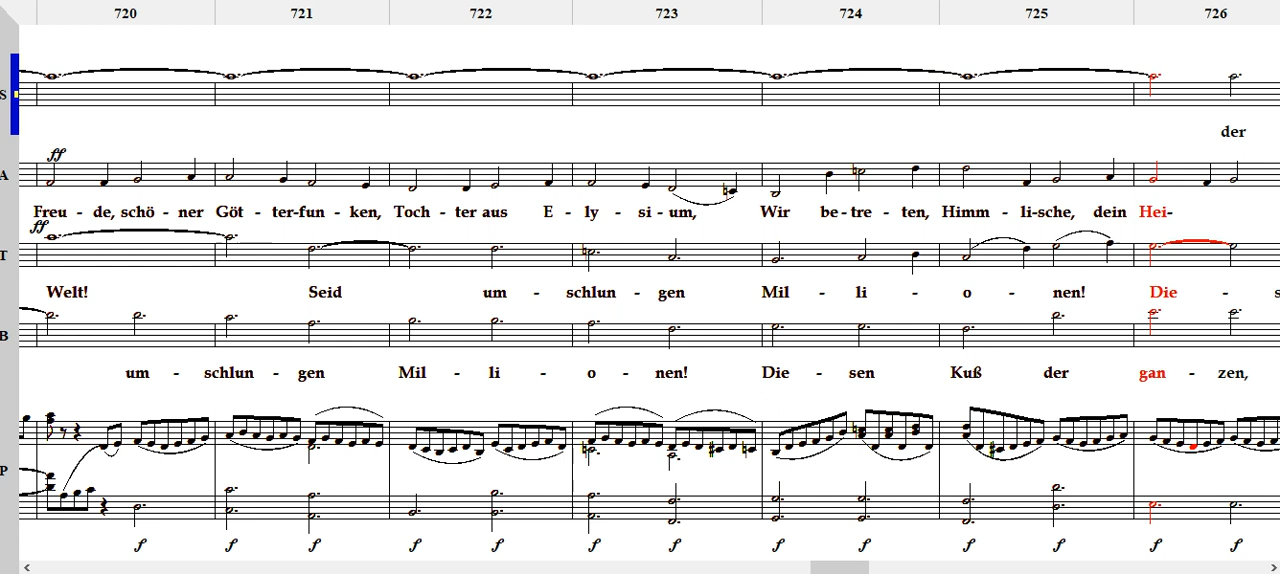 720 721 722 723 724 725 726
S
der
ff
A
Freu - de, schö - ner Göt - ter-fun - ken, Toch - ter aus E - ly - si - um, Wir be - tre - ten, Himm - li-sche, dein Hei-
ff
T
Welt! Seid um - schlun - gen Mil - li - o - nen! Die - s
B
um - schlun - gen Mil - li - o - nen! Die - sen Kuß der gan - zen,
P
f f f f f f f f f f f f f